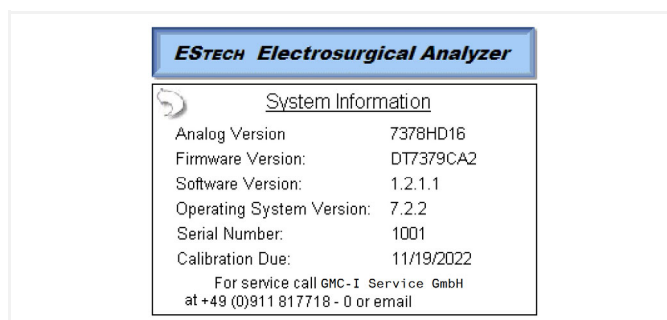 ESTECH Electrosurgical Analyzer
System Information
Analog Version 7378HD16
Firmware Version: DT7379CA2
Software Version: 1.2.1.1
Operating System Version: 7.2.2
Serial Number: 1001
Calibration Due: 11/19/2022
For service call GMC-I Service GmbH
at +49 (0)911 817718 - 0 or email